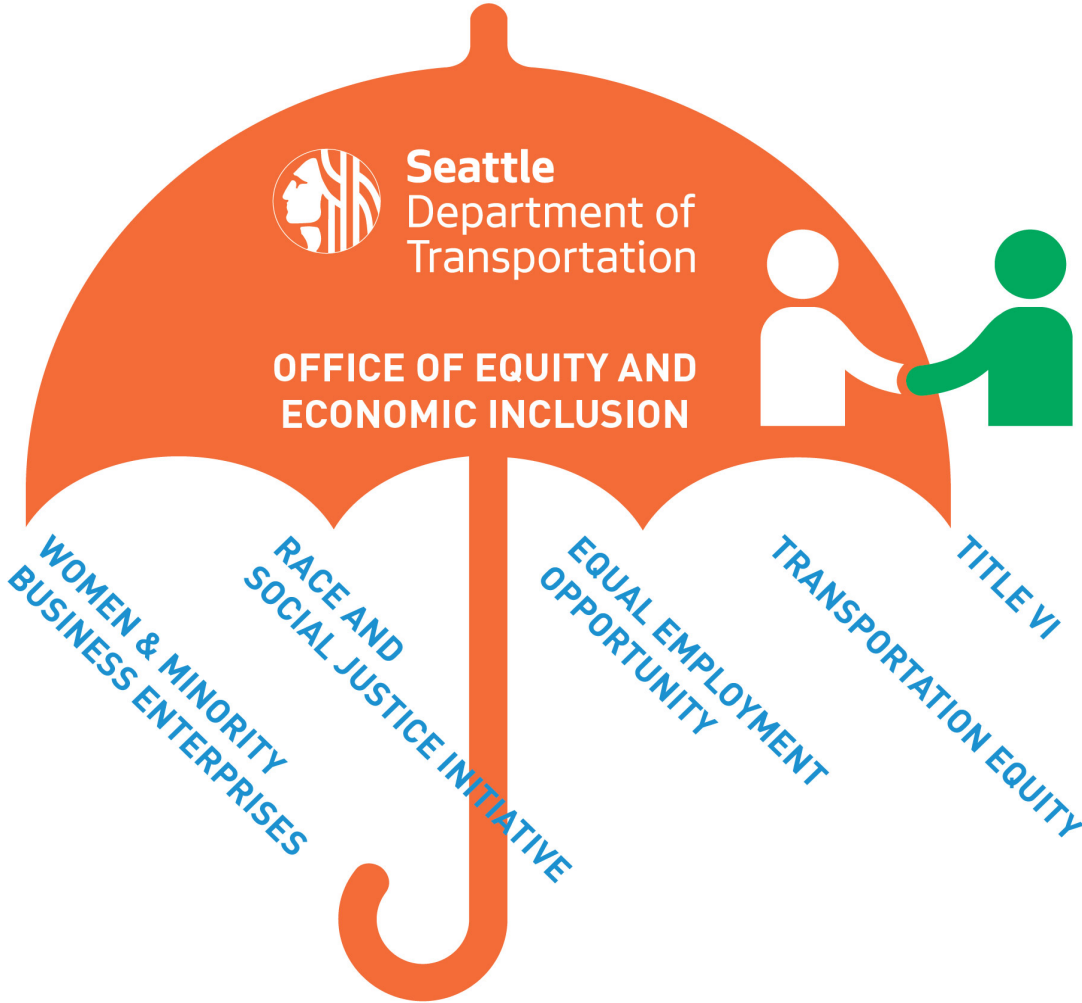 Seattle
Department of
Transportation
OFFICE OF EQUITY AND
ECONOMIC INCLUSION
WOMEN & MINORITY
BUSINESS ENTERPRISES
RACE AND
SOCIAL JUSTICE INITIATIVE
EQUAL EMPLOYMENT
OPPORTUNITY
TRANSPORTATION EQUITY
TITLE VI